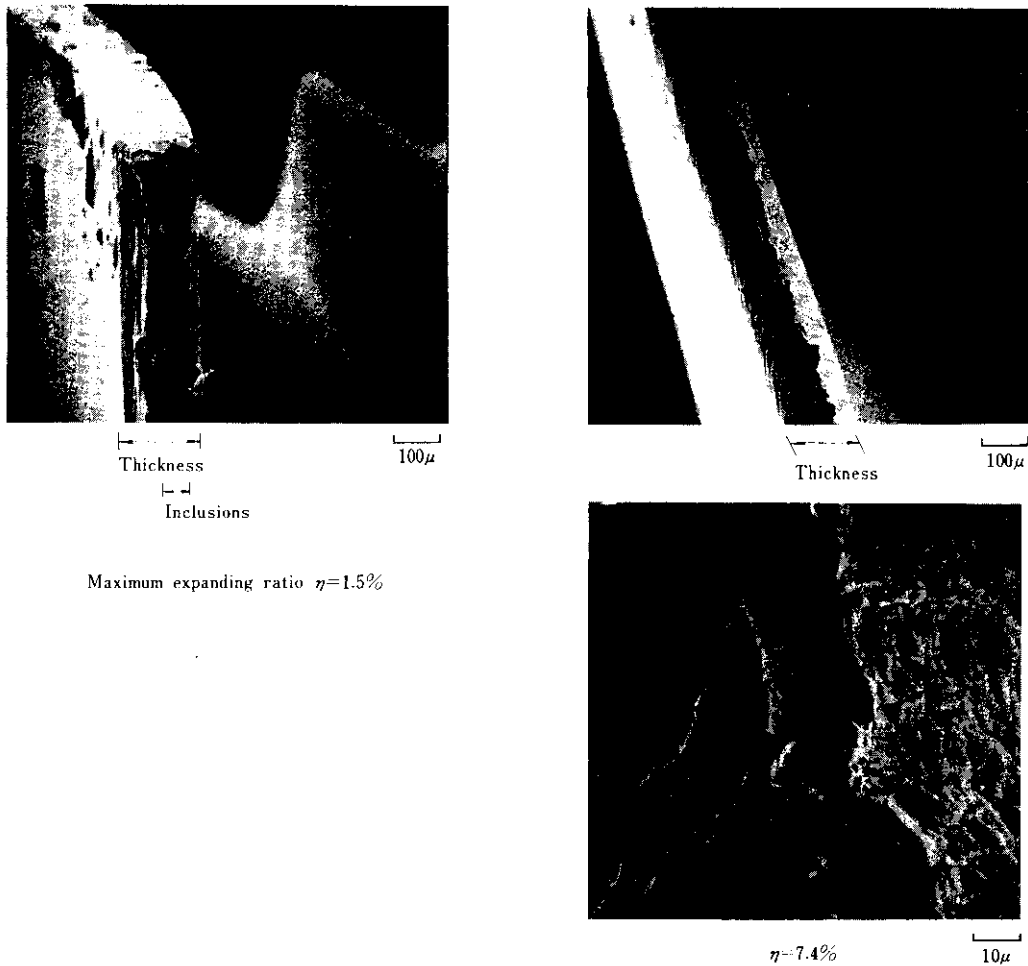 100μ
Thickness
Inclusions
Maximum expanding ratio η=1.5%
100μ
Thickness
η=7.4%
10μ